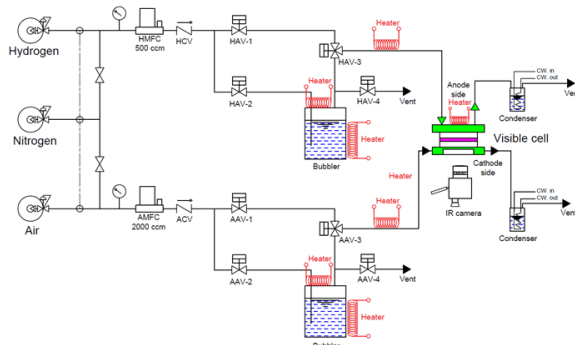 Hydrogen
HMFC
500 ccm
HCV
HAV-1
HAV-2
HAV-3
Heater
Heater
HAV-4
Vent
Heater
Bubbler
Nitrogen
Anode
side
Heater
Visible cell
Cathode
side
CW. in
CW. out
Condenser
IR camera
CW. in
CW. out
Condenser
Air
AMFC
2000 ccm
ACV
AAV-1
AAV-2
AAV-3
Heater
Heater
Heater
AAV-4
Vent
Heater